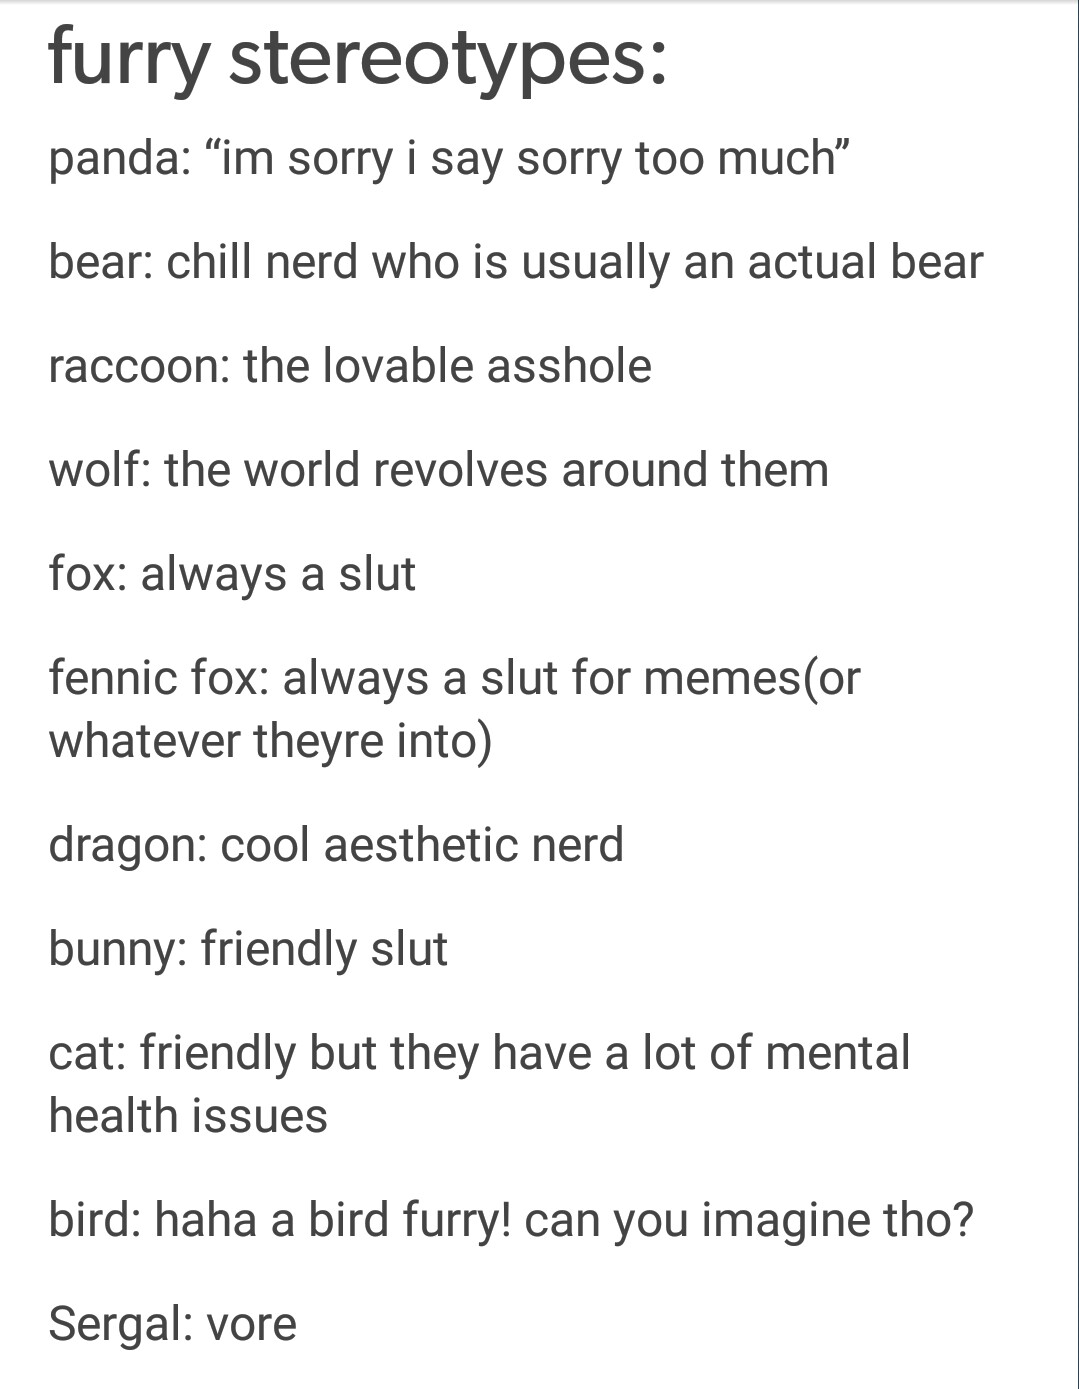 furry stereotypes:
panda: “im sorry i say sorry too much”
bear: chill nerd who is usually an actual bear
raccoon: the lovable asshole
wolf: the world revolves around them
fox: always a slut
fennic fox: always a slut for memes(or
whatever theyre into)
dragon: cool aesthetic nerd
bunny: friendly slut
cat: friendly but they have a lot of mental
health issues
bird: haha a bird furry! can you imagine tho?
Sergal: vore